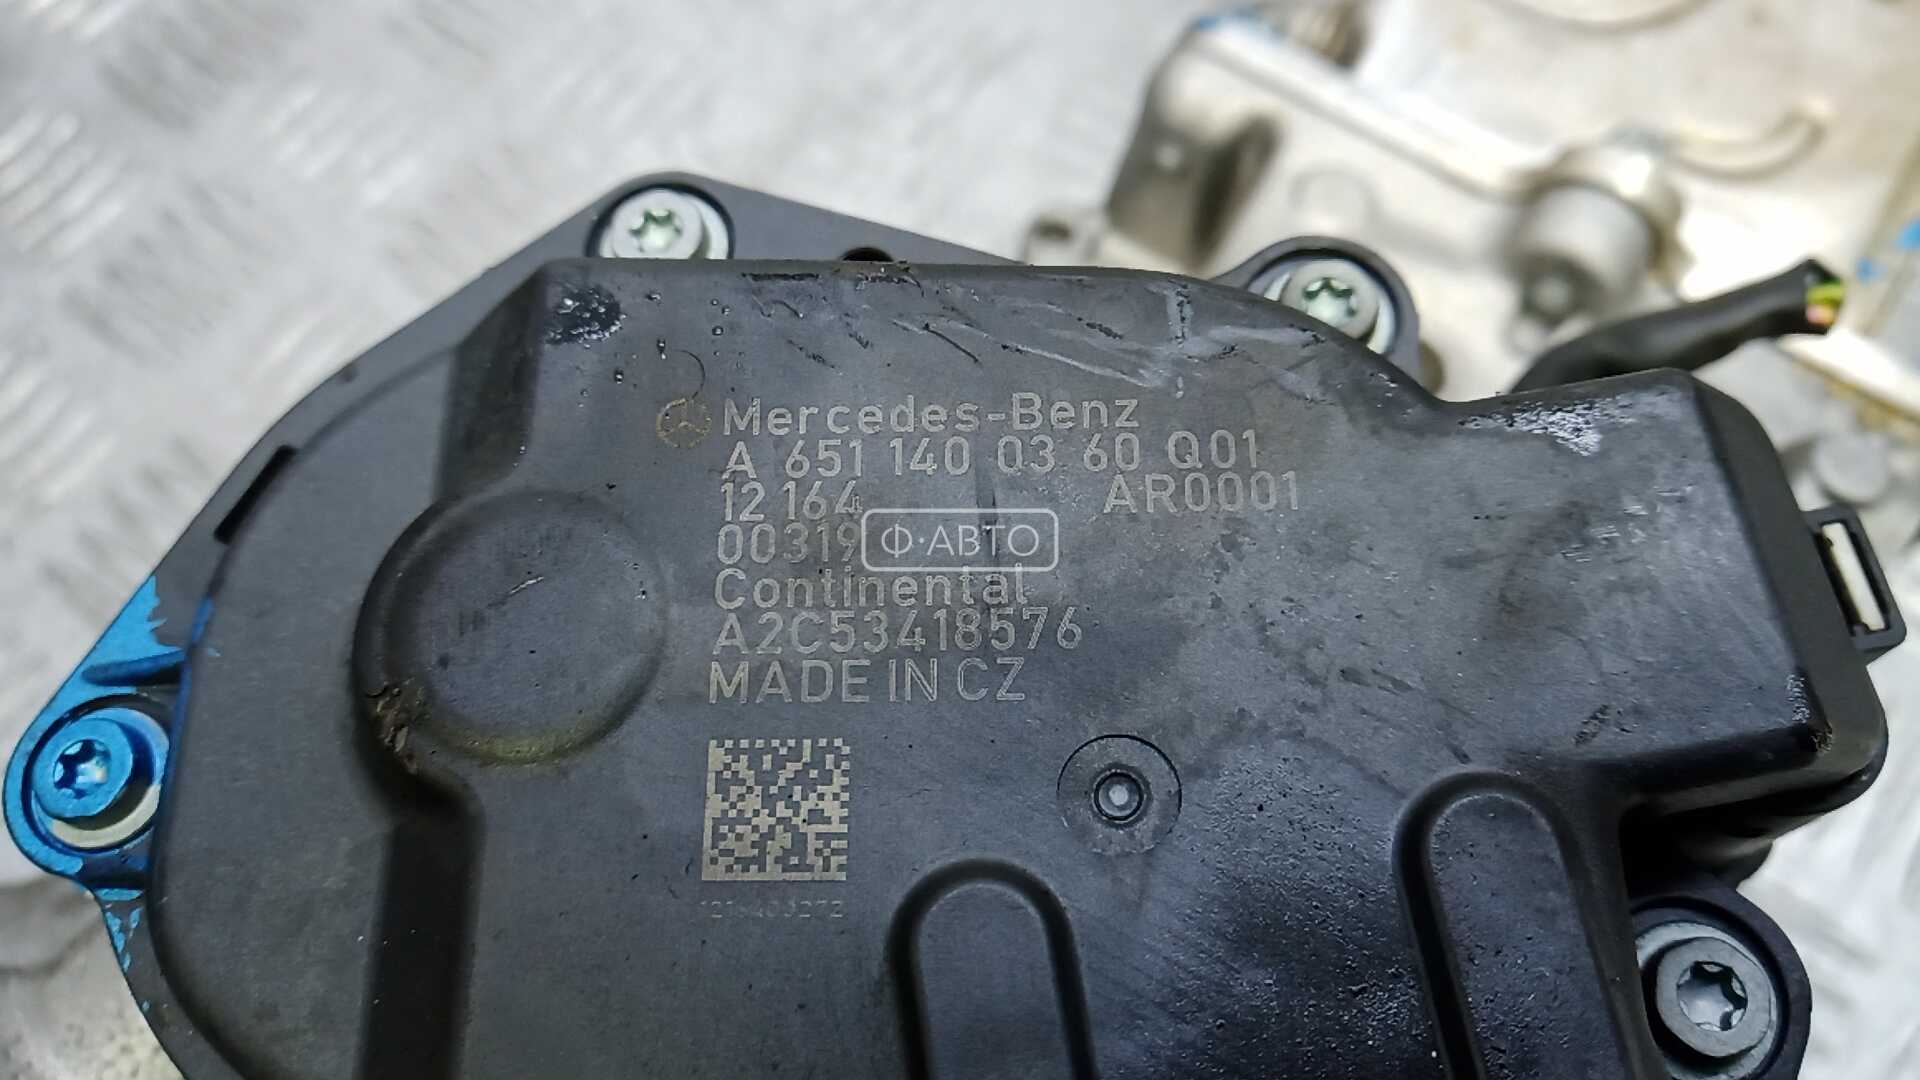 Mercedes-Benz
A 651 140 03 60 Q01
12 164 AR0001
00319
Ф·АВТО
Continental
A2C53418576
MADE IN CZ